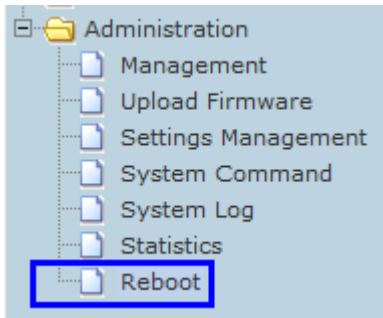 Administration
Management
Upload Firmware
Settings Management
System Command
System Log
Statistics
Reboot